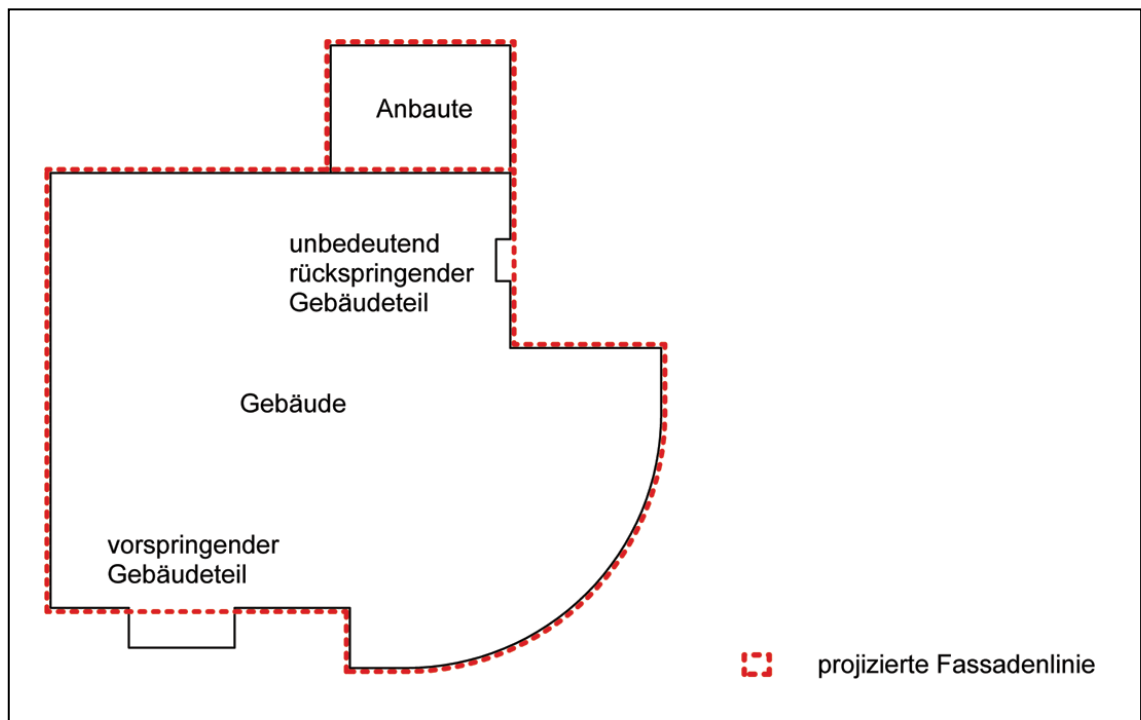 Anbaute
unbedeutend
rückspringender
Gebäudeteil
Gebäude
vorspringender
Gebäudeteil
projizierte Fassadenlinie